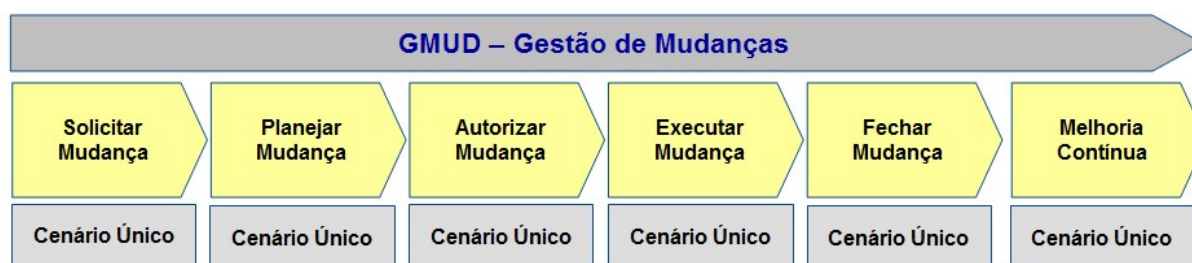 GMUD – Gestão de Mudanças
Solicitar
Mudança
Planejar
Mudança
Autorizar
Mudança
Executar
Mudança
Fechar
Mudança
Melhoria
Contínua
Cenário Único
Cenário Único
Cenário Único
Cenário Único
Cenário Único
Cenário Único